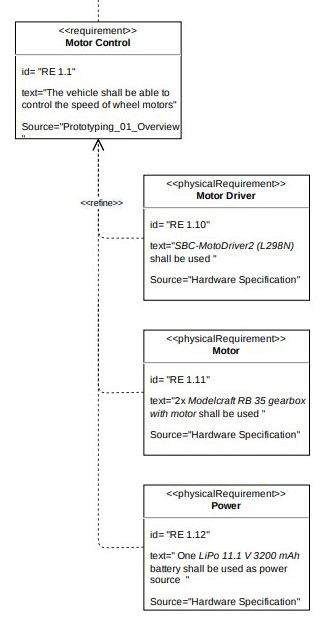 <<requirement>>
Motor Control
id= "RE 1.1"
text="The vehicle shall be able to
control the speed of wheel motors"
Source="Prototyping_01_Overview
"
<<refine>>
<<physicalRequirement>>
Motor Driver
id= "RE 1.10"
text="SBC-MotoDriver2 (L298N)
shall be used "
Source="Hardware Specification"
<<physicalRequirement>>
Motor
id= "RE 1.11"
text="2x Modelcraft RB 35 gearbox
with motor shall be used "
Source="Hardware Specification"
<<physicalRequirement>>
Power
id= "RE 1.12"
text=" One LiPo 11.1 V 3200 mAh
battery shall be used as power
source  "
Source="Hardware Specification"